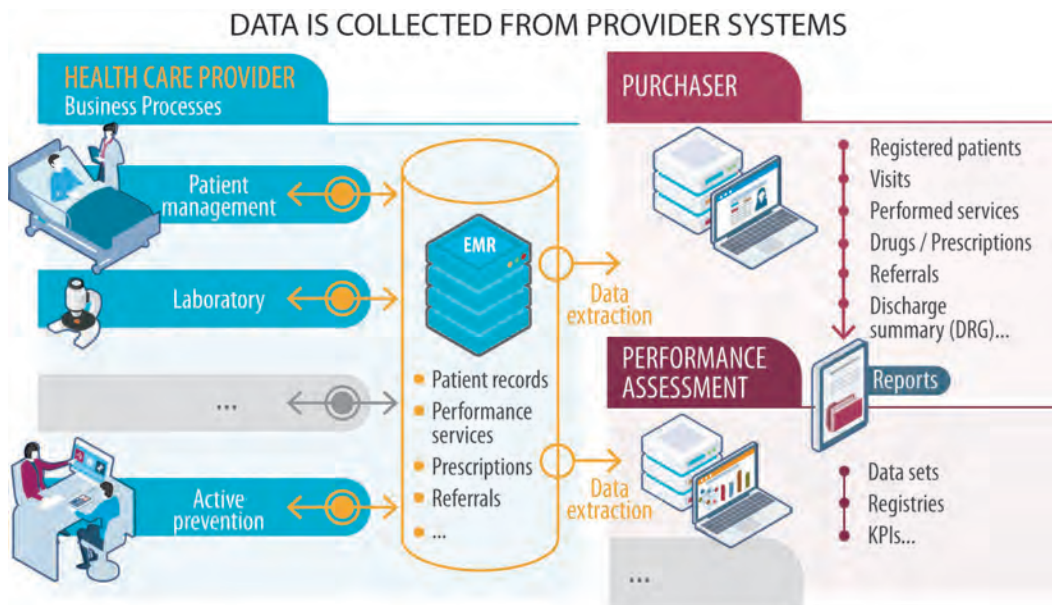 DATA IS COLLECTED FROM PROVIDER SYSTEMS
HEALTH CARE PROVIDER
Business Processes
Patient
management
Laboratory
...
Active
prevention
EMR
Patient records
Performance
services
Prescriptions
Referrals
...
Data
extraction
Data
extraction
PURCHASER
Registered patients
Visits
Performed services
Drugs / Prescriptions
Referrals
Discharge
summary (DRG)...
PERFORMANCE
ASSESSMENT
Reports
Data sets
Registries
KPIs...
...